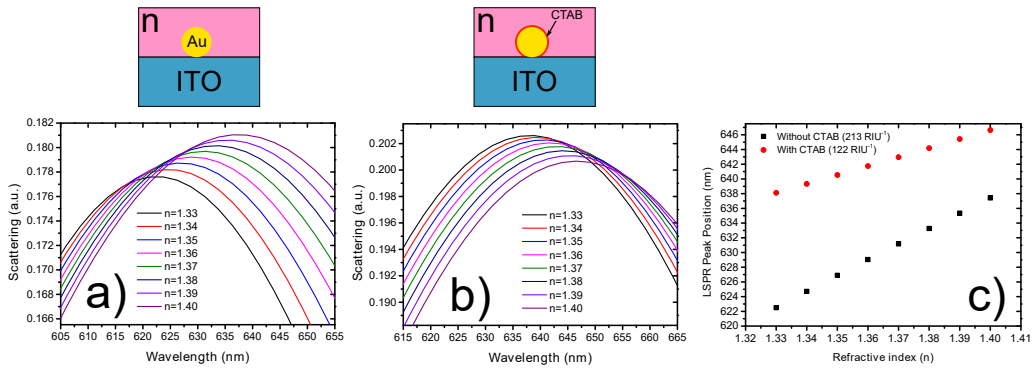 n
Au
ITO
n
CTAB
ITO
0.182
0.180
0.178
0.176
0.174
0.172
0.170
0.168
0.166
Scattering (a.u.)
n=1.33
n=1.34
n=1.35
n=1.36
n=1.37
n=1.38
n=1.39
n=1.40
a)
605 610 615 620 625 630 635 640 645 650 655
Wavelength (nm)
0.202
0.200
0.198
0.196
0.194
0.192
0.190
Scattering (a.u.)
n=1.33
n=1.34
n=1.35
n=1.36
n=1.37
n=1.38
n=1.39
n=1.40
b)
615 620 625 630 635 640 645 650 655 660 665
Wavelength (nm)
646
644
642
640
638
636
634
632
630
628
626
624
622
620
LSPR Peak Position (nm)
Without CTAB (213 RIU⁻¹)
With CTAB (122 RIU⁻¹)
c)
1.32 1.33 1.34 1.35 1.36 1.37 1.38 1.39 1.40 1.41
Refractive index (n)